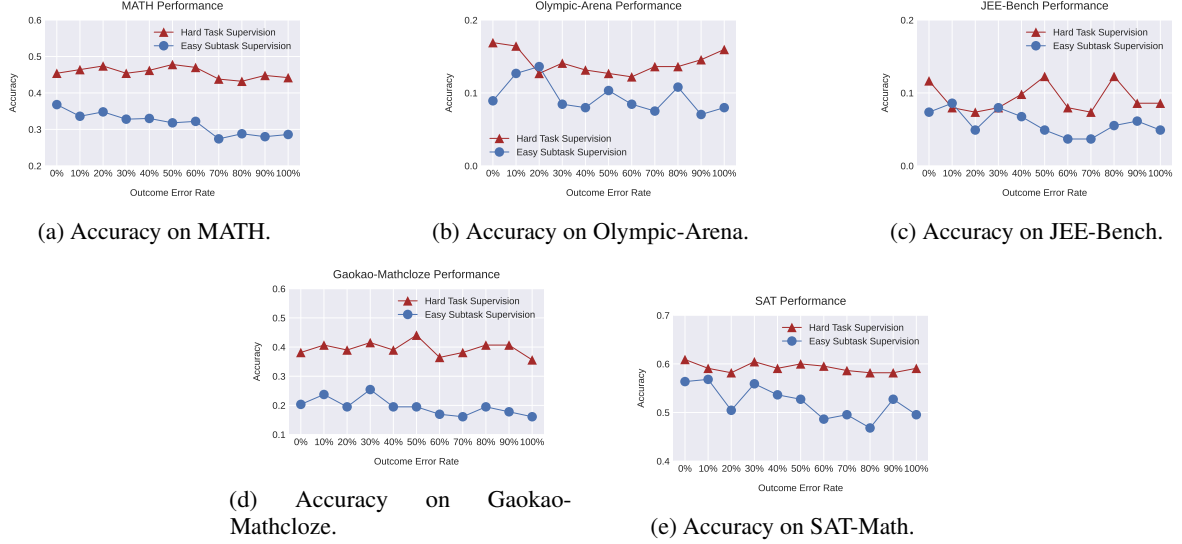 MATH Performance
0.6
0.5
0.4
0.3
0.2
Accuracy
Hard Task Supervision
Easy Subtask Supervision
0% 10% 20% 30% 40% 50% 60% 70% 80% 90% 100%
Outcome Error Rate
(a) Accuracy on MATH.
Olympic-Arena Performance
0.2
0.1
0.0
Accuracy
Hard Task Supervision
Easy Subtask Supervision
0% 10% 20% 30% 40% 50% 60% 70% 80% 90% 100%
Outcome Error Rate
(b) Accuracy on Olympic-Arena.
JEE-Bench Performance
0.2
0.1
0.0
Accuracy
Hard Task Supervision
Easy Subtask Supervision
0% 10% 20% 30% 40% 50% 60% 70% 80% 90% 100%
Outcome Error Rate
(c) Accuracy on JEE-Bench.
Gaokao-Mathcloze Performance
0.6
0.5
0.4
0.3
0.2
0.1
Accuracy
Hard Task Supervision
Easy Subtask Supervision
0% 10% 20% 30% 40% 50% 60% 70% 80% 90% 100%
Outcome Error Rate
(d) Accuracy on Gaokao-
Mathcloze.
SAT Performance
0.7
0.6
0.5
0.4
Accuracy
Hard Task Supervision
Easy Subtask Supervision
0% 10% 20% 30% 40% 50% 60% 70% 80% 90% 100%
Outcome Error Rate
(e) Accuracy on SAT-Math.